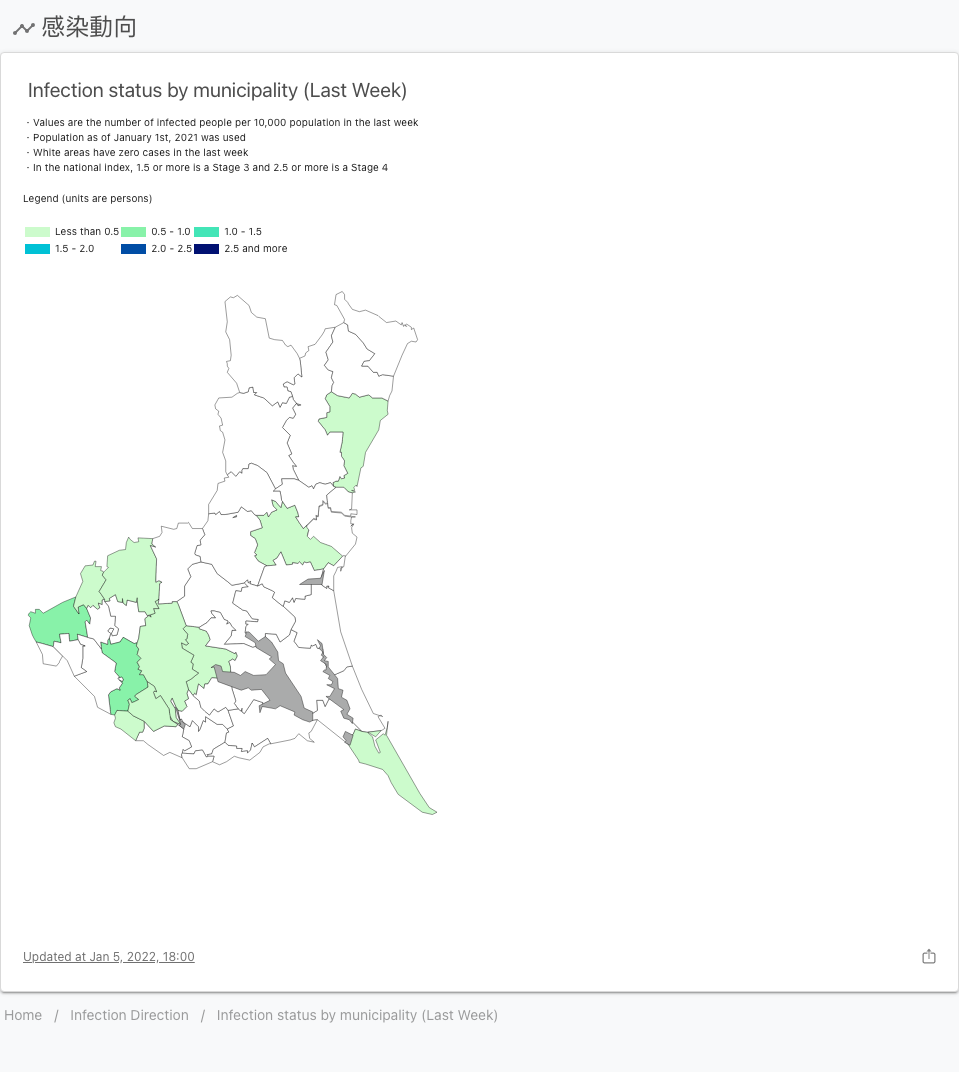 感染動向
Infection status by municipality (Last Week)
・Values are the number of infected people per 10,000 population in the last week
・Population as of January 1st, 2021 was used
・White areas have zero cases in the last week
・In the national index, 1.5 or more is a Stage 3 and 2.5 or more is a Stage 4
Legend (units are persons)
Less than 0.5 0.5 - 1.0 1.0 - 1.5
1.5 - 2.0 2.0 - 2.5 2.5 and more
Updated at Jan 5, 2022, 18:00
Home / Infection Direction / Infection status by municipality (Last Week)